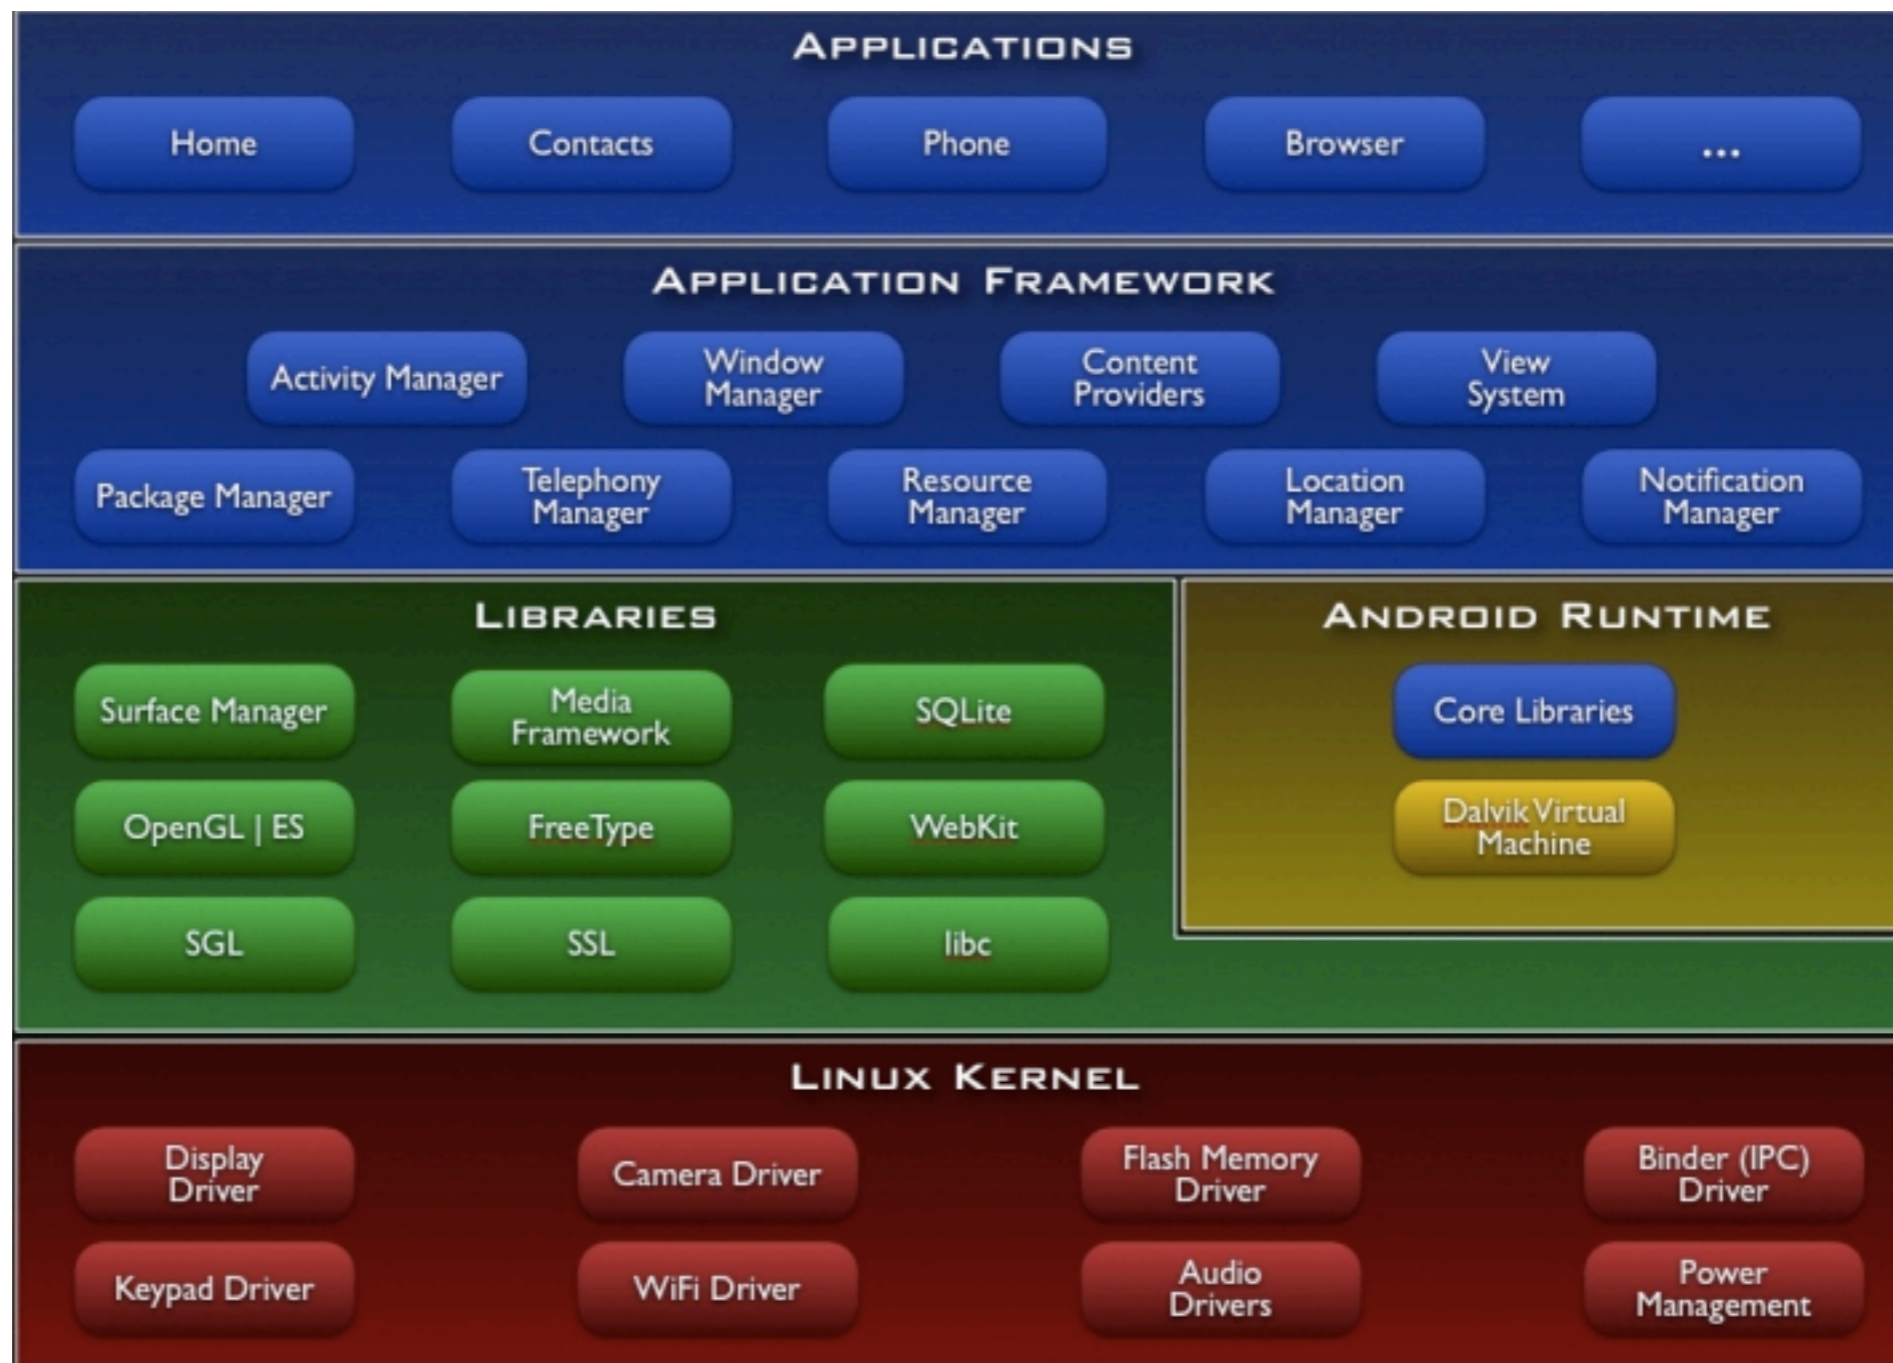 APPLICATIONS
Home
Contacts
Phone
Browser
...
APPLICATION FRAMEWORK
Activity Manager
Window
Manager
Content
Providers
View
System
Package Manager
Telephony
Manager
Resource
Manager
Location
Manager
Notification
Manager
LIBRARIES
Surface Manager
Media
Framework
SQLite
OpenGL | ES
FreeType
WebKit
SGL
SSL
libc
ANDROID RUNTIME
Core Libraries
Dalvik Virtual
Machine
LINUX KERNEL
Display
Driver
Camera Driver
Flash Memory
Driver
Binder (IPC)
Driver
Keypad Driver
WiFi Driver
Audio
Drivers
Power
Management